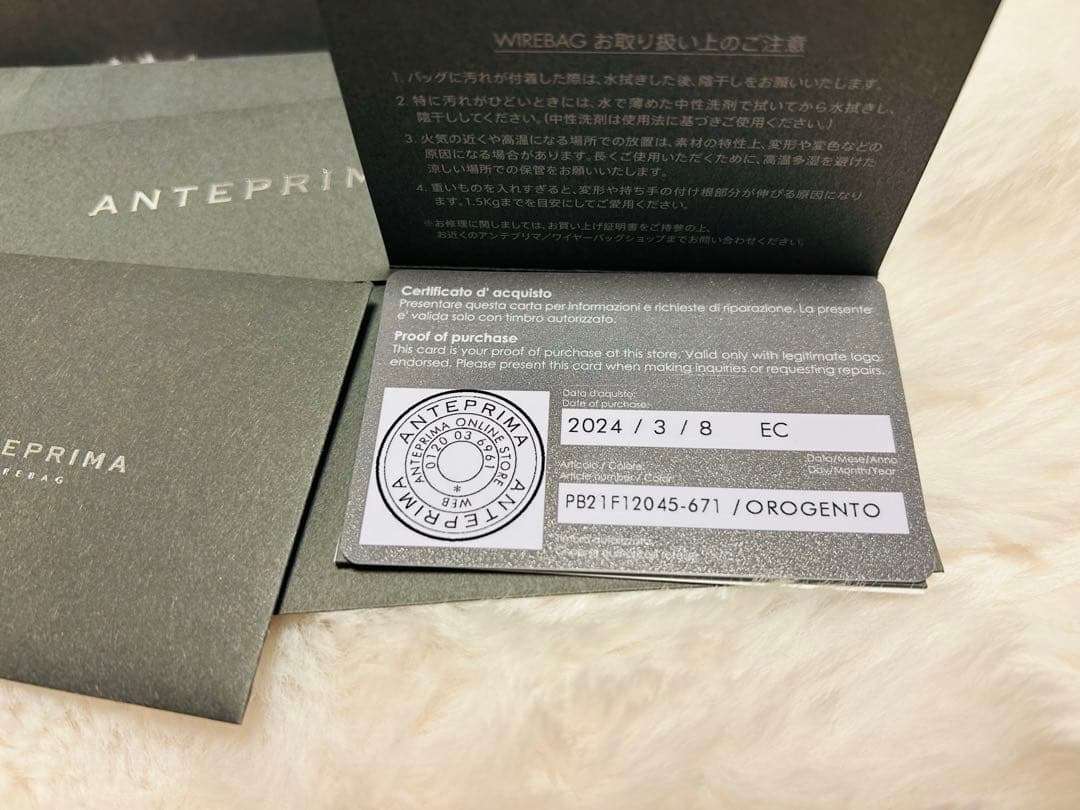 WIREBAG お取り扱い上のご注意
1. バッグに汚れが付着した際は、水拭きした後、陰干しをお願いいたします。
2. 特に汚れがひどいときには、水で薄めた中性洗剤で拭いてから水拭きし、
陰干ししてください。(中性洗剤は使用法に基づきご使用ください。)
3. 火気の近くや高温になる場所での放置は、素材の特性上、変形や変色などの
原因になる場合があります。長くご使用いただくために、高温多湿を避けた
涼しい場所での保管をお願いいたします。
4. 重いものを入れすぎると、変形や持ち手の付け根部分が伸びる原因になり
ます。1.5Kgまでを目安にしてご愛用ください。
※お修理に関しましては、お買い上げ証明書をご持参の上、
お近くのアンテプリマ/ワイヤーバッグショップまでお問い合わせください。
ANTEPRIM
EPRIMA
REBAG
Certificato d' acquisto
Presentare questa carta per informazioni e richieste di riparazione. La presente
e' valida solo con timbro autorizzato.
Proof of purchase
This card is your proof of purchase at this store. Valid only with legitimate logo
endorsed. Please present this card when making inquiries or requesting repairs.
ANTEPRIMA
ANTEPRIMA ONLINE STORE
0120 03 6961
*
WEB
ANTEPRIMA
Data d'aquisto:
Date of purchase:
2024 / 3 / 8 EC
Data/Mese/Anno
Day/Month/Year
Articolo / Colore:
Article number/ Color:
PB21F12045-671 / OROGENTO
Timbro autorizzato: